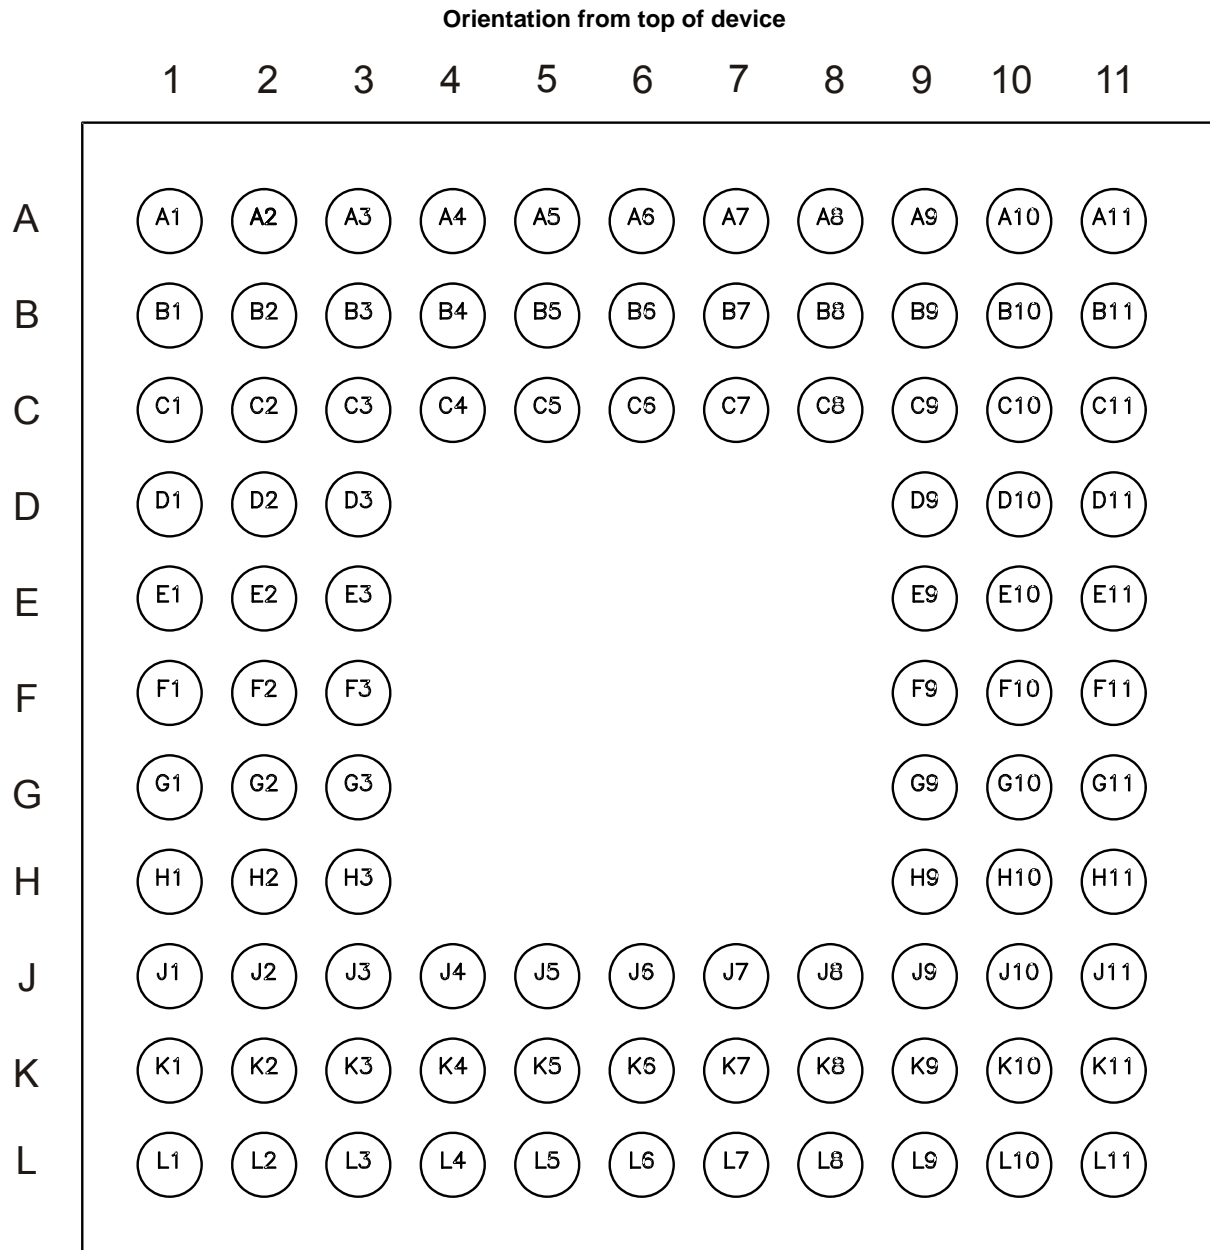 Orientation from top of device
1 2 3 4 5 6 7 8 9 10 11
A A1 A2 A3 A4 A5 A6 A7 A8 A9 A10 A11
B B1 B2 B3 B4 B5 B6 B7 B8 B9 B10 B11
C C1 C2 C3 C4 C5 C6 C7 C8 C9 C10 C11
D D1 D2 D3 D9 D10 D11
E E1 E2 E3 E9 E10 E11
F F1 F2 F3 F9 F10 F11
G G1 G2 G3 G9 G10 G11
H H1 H2 H3 H9 H10 H11
J J1 J2 J3 J4 J5 J6 J7 J8 J9 J10 J11
K K1 K2 K3 K4 K5 K6 K7 K8 K9 K10 K11
L L1 L2 L3 L4 L5 L6 L7 L8 L9 L10 L11